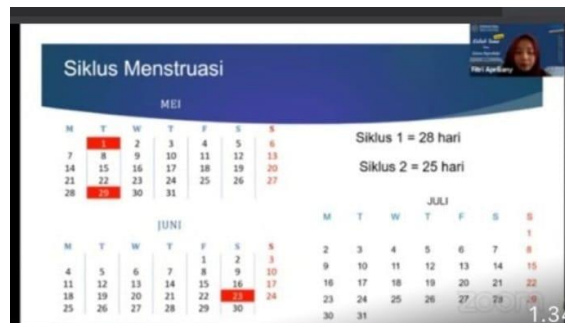 Siklus Menstruasi
Fitri Apriliany
MEI
M T W T F S S
1 2 3 4 5 6
7 8 9 10 11 12 13
14 15 16 17 18 19 20
21 22 23 24 25 26 27
28 29 30 31
Siklus 1 = 28 hari
Siklus 2 = 25 hari
JUNI
M T W T F S S
1 2 3
4 5 6 7 8 9 10
11 12 13 14 15 16 17
18 19 20 21 22 23 24
25 26 27 28 29 30
JULI
M T W T F S S
1
2 3 4 5 6 7 8
9 10 11 12 13 14 15
16 17 18 19 20 21 22
23 24 25 26 27 28 29
30 31
zoom